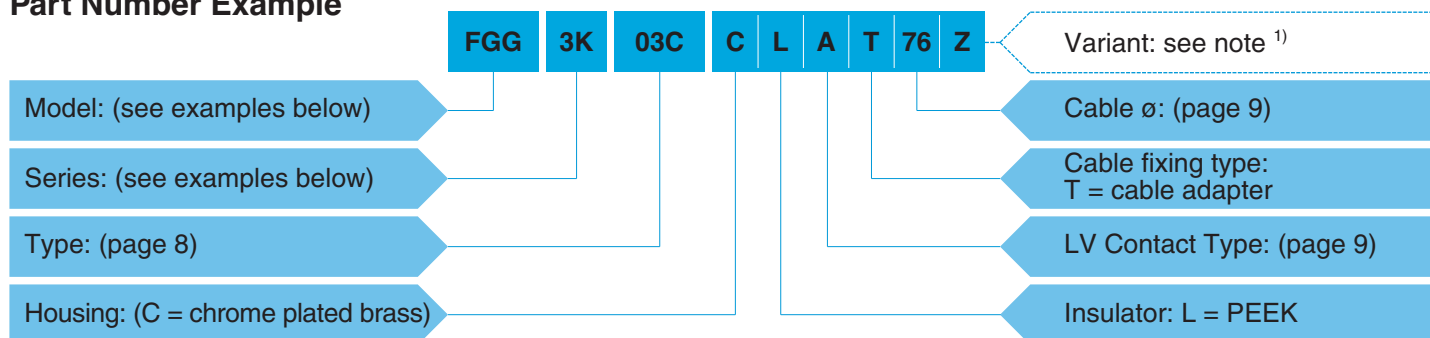 Part Number Example
FGG 3K 03C C L A T 76 Z
Variant: see note 1)
Model: (see examples below)
Cable ø: (page 9)
Series: (see examples below)
Cable fixing type:
T = cable adapter
Type: (page 8)
LV Contact Type: (page 9)
Housing: (C = chrome plated brass)
Insulator: L = PEEK